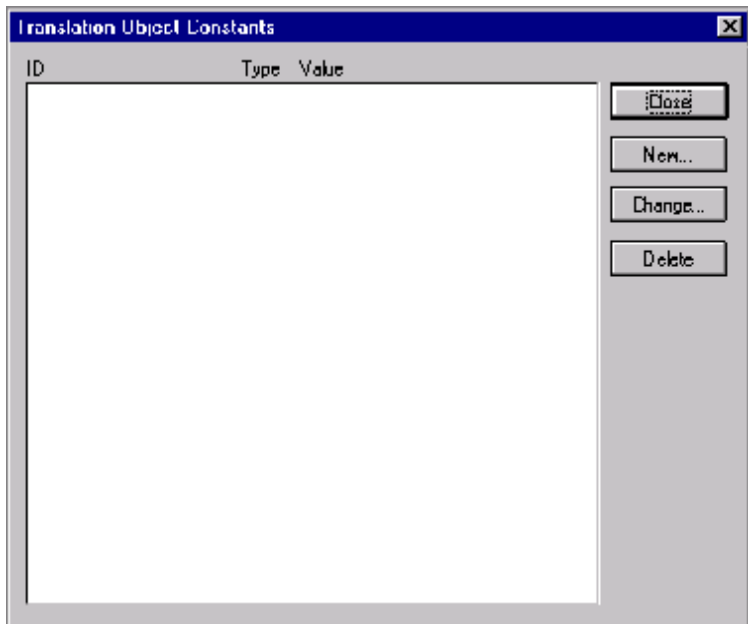 Translation Object Constants
ID Type Value
Close
New...
Change...
Delete